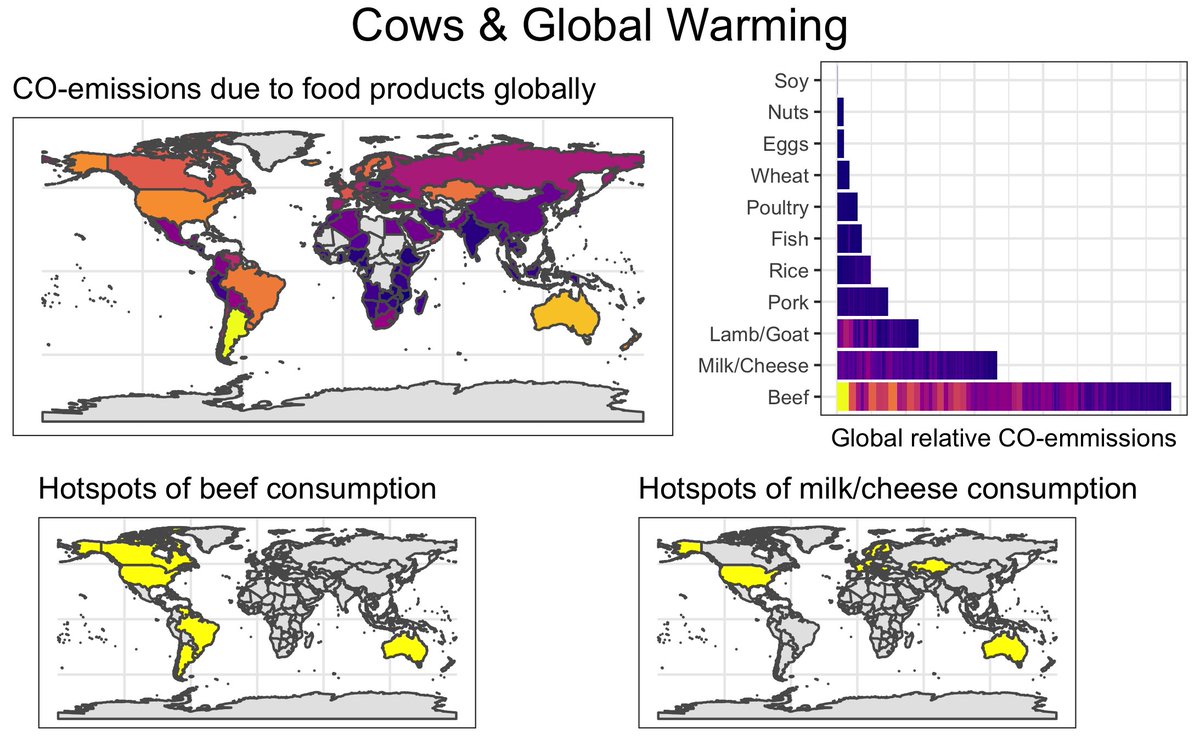 Cows & Global Warming
CO-emissions due to food products globally
Soy
Nuts
Eggs
Wheat
Poultry
Fish
Rice
Pork
Lamb/Goat
Milk/Cheese
Beef
Global relative CO-emmissions
Hotspots of beef consumption
Hotspots of milk/cheese consumption